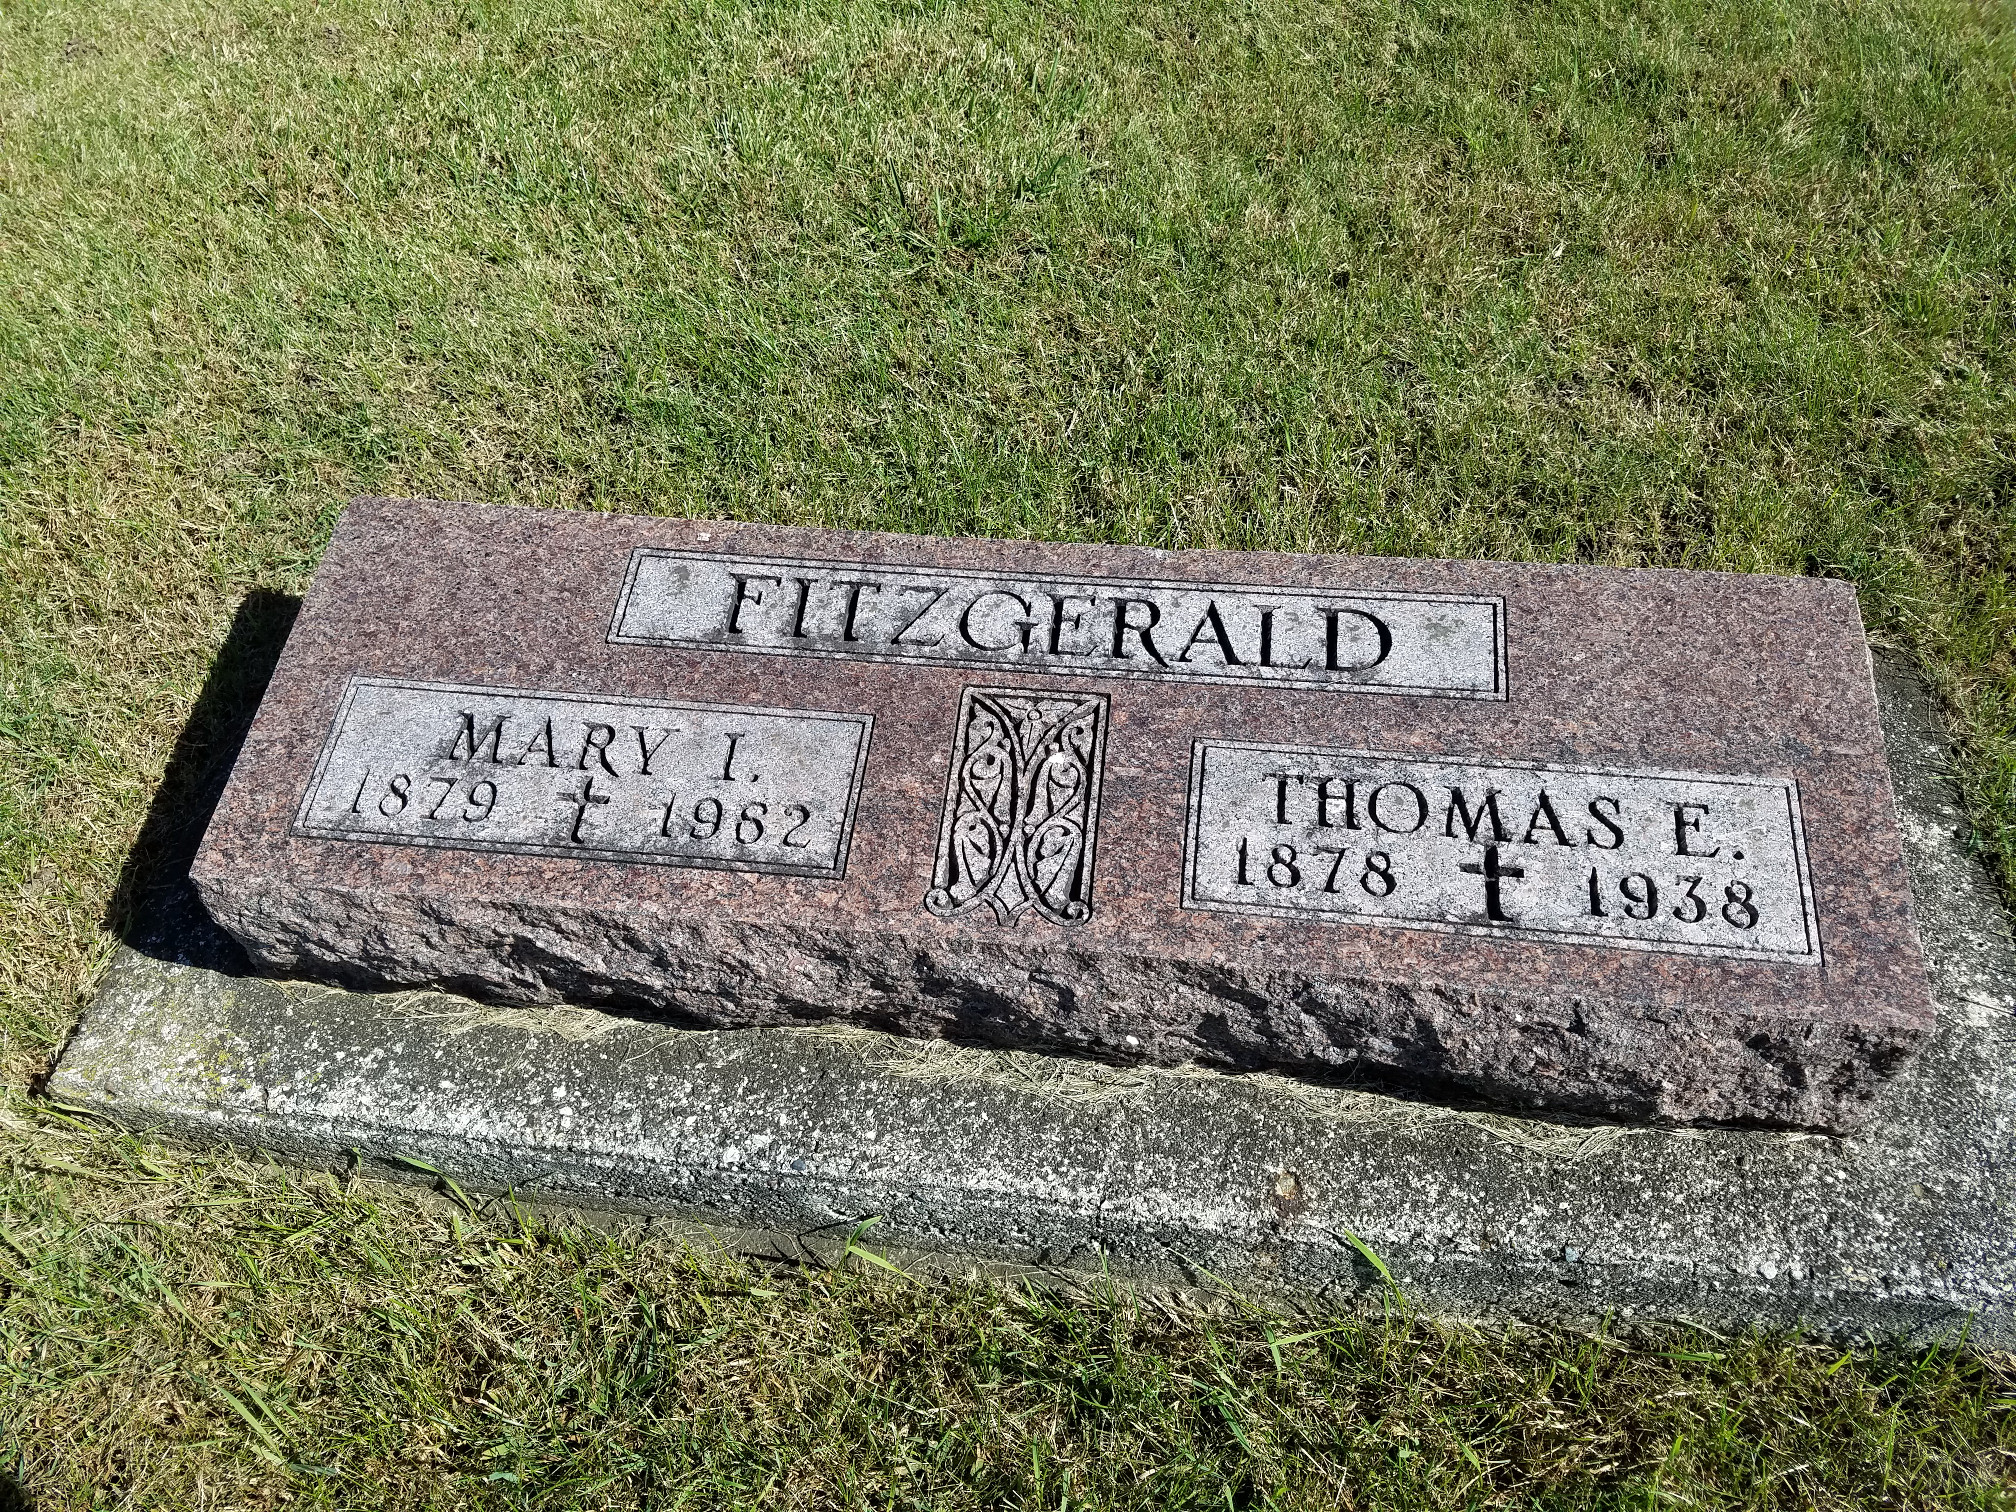 FITZGERALD
MARY I.
1879 1962
THOMAS E.
1878 1938